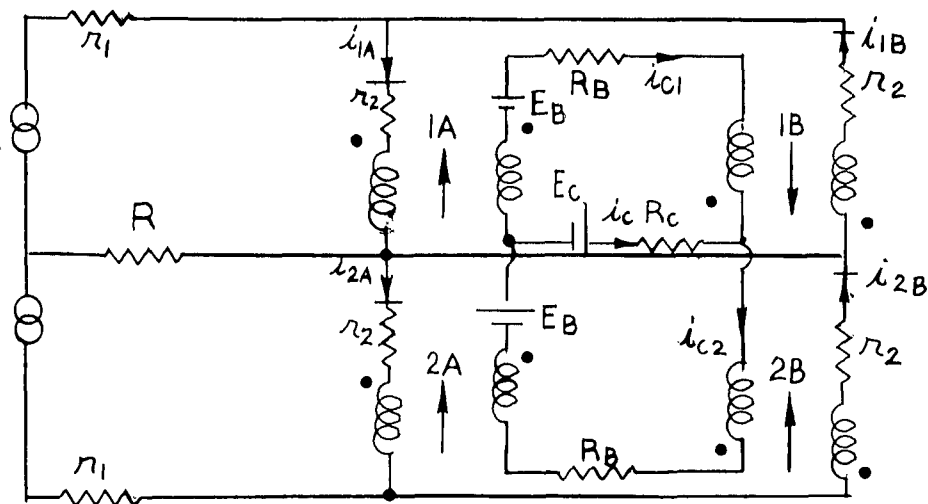 r1 i1A i1B
r2 RB iC1 r2
EB
1A 1B
EC
R iC RC
i2A i2B
r2 EB iC2 r2
2A 2B
r1 RB